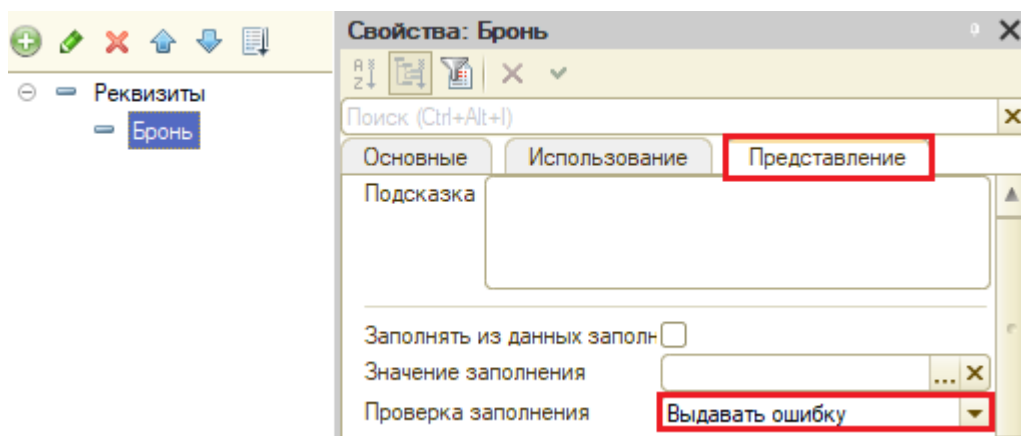 Свойства: Бронь
Реквизиты
Бронь
Поиск (Ctrl+Alt+I)
Основные
Использование
Представление
Подсказка
Заполнять из данных заполн
Значение заполнения
...
Проверка заполнения
Выдавать ошибку